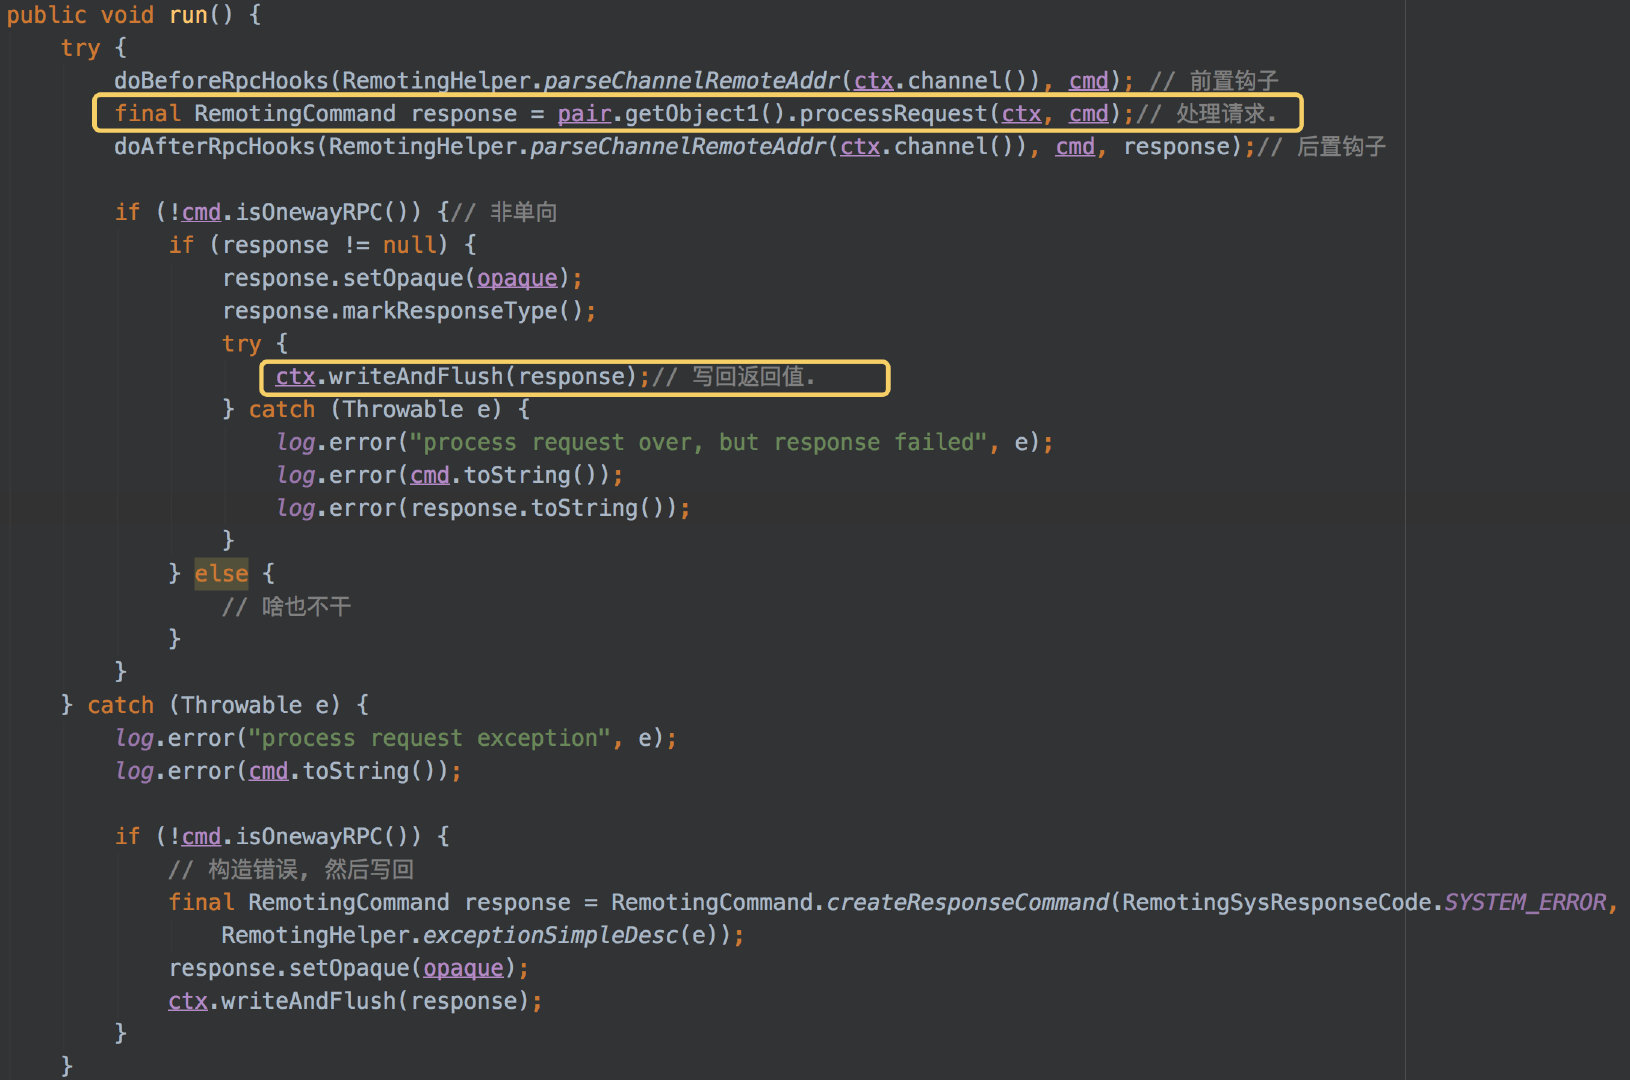 public void run() {
try {
doBeforeRpcHooks(RemotingHelper.parseChannelRemoteAddr(ctx.channel()), cmd); // 前置钩子
final RemotingCommand response = pair.getObject1().processRequest(ctx, cmd);// 处理请求.
doAfterRpcHooks(RemotingHelper.parseChannelRemoteAddr(ctx.channel()), cmd, response);// 后置钩子
if (!cmd.isOnewayRPC()) {// 非单向
if (response != null) {
response.setOpaque(opaque);
response.markResponseType();
try {
ctx.writeAndFlush(response);// 写回返回值.
} catch (Throwable e) {
log.error("process request over, but response failed", e);
log.error(cmd.toString());
log.error(response.toString());
}
} else {
// 啥也不干
}
}
} catch (Throwable e) {
log.error("process request exception", e);
log.error(cmd.toString());
if (!cmd.isOnewayRPC()) {
// 构造错误, 然后写回
final RemotingCommand response = RemotingCommand.createResponseCommand(RemotingSysResponseCode.SYSTEM_ERROR,
RemotingHelper.exceptionSimpleDesc(e));
response.setOpaque(opaque);
ctx.writeAndFlush(response);
}
}